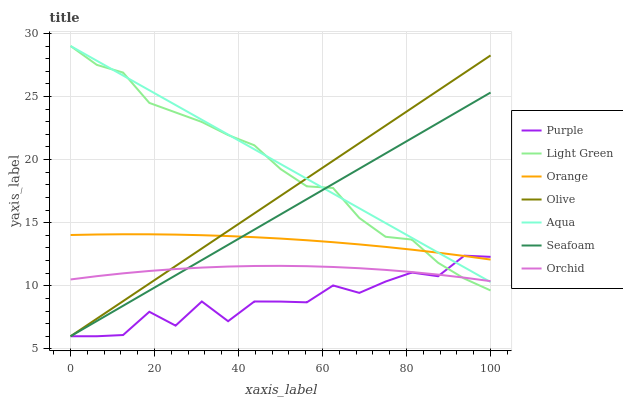 title
30
25
20
15
10
5
0
20
40
60
80
100
xaxis_label
yaxis_label
Purple
Light Green
Orange
Olive
Aqua
Seafoam
Orchid